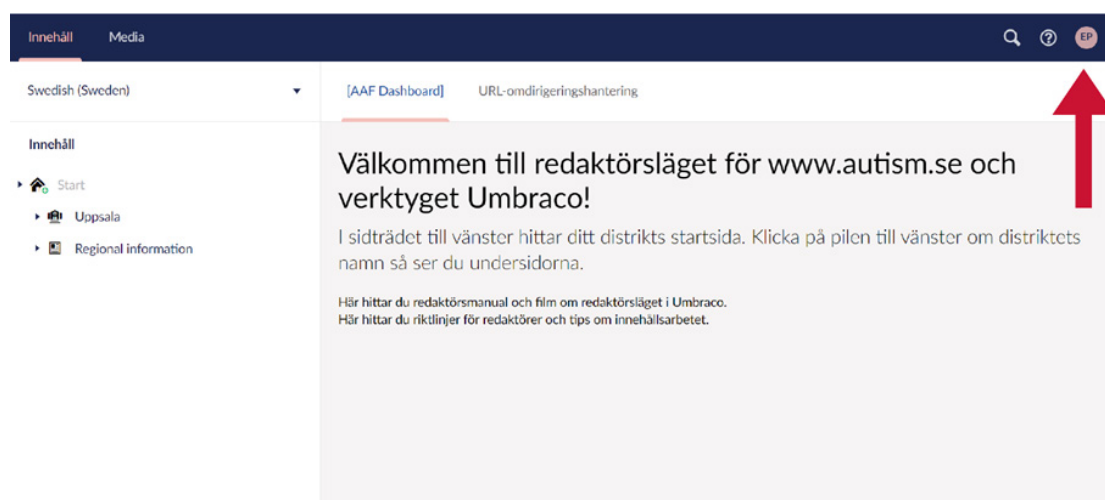 Innehåll Media EP
Swedish (Sweden) [AAF Dashboard] URL-omdirigeringshantering
Innehåll
Start
Uppsala
Regional information
Välkommen till redaktörsläget för www.autism.se och
verktyget Umbraco!
I sidträdet till vänster hittar ditt distrikts startsida. Klicka på pilen till vänster om distriktets
namn så ser du undersidorna.
Här hittar du redaktörsmanual och film om redaktörsläget i Umbraco.
Här hittar du riktlinjer för redaktörer och tips om innehållsarbetet.